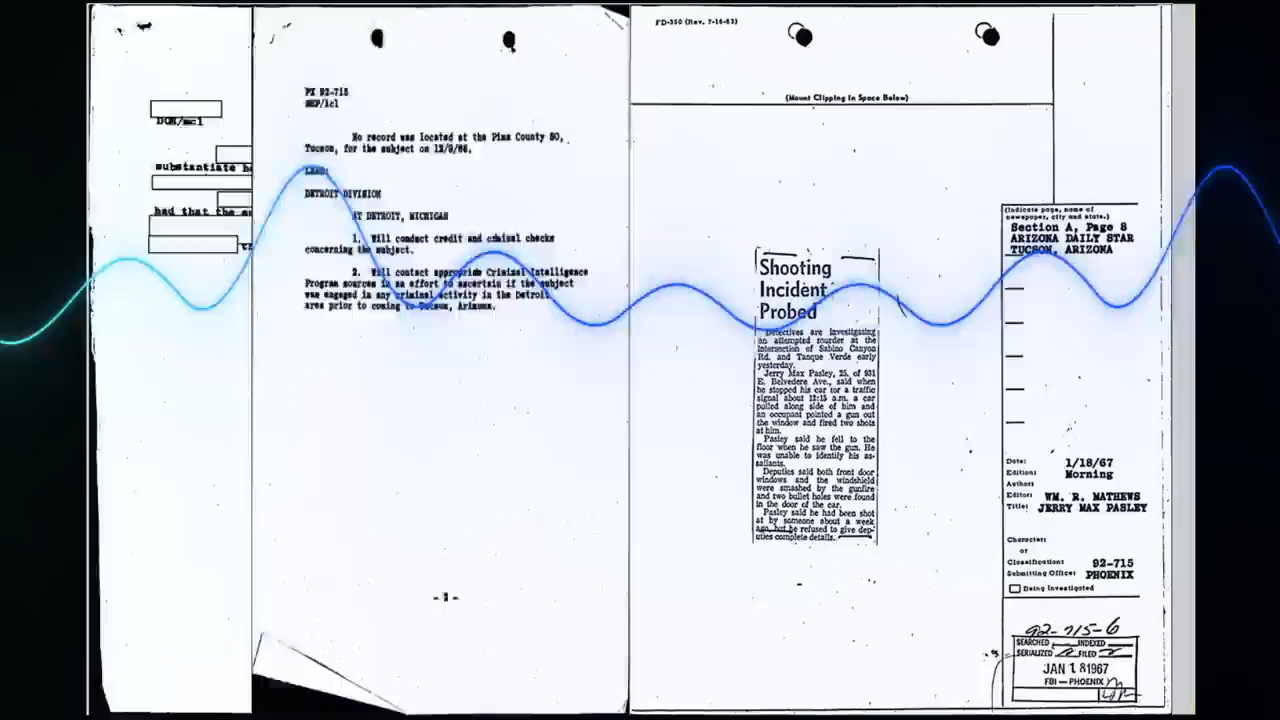 DGM/mcl
substantiate
had that the
PX 92-715
WEP/lcl
No record was located at the Pima County SO,
Tucson, for the subject on 12/9/66.
LEAD:
DETROIT DIVISION
AT DETROIT, MICHIGAN
1. Will conduct credit and criminal checks
concerning the subject.
2. Will contact appropriate Criminal Intelligence
Program sources in an effort to ascertain if the subject
was engaged in any criminal activity in the Detroit
area prior to coming to Tucson, Arizona.
FD-350 (Rev. 7-16-63)
(Mount Clipping in Space Below)
Shooting
Incident
Probed
Detectives are investigating
an attempted murder at the
intersection of Sabino Canyon
Rd. and Tanque Verde early
yesterday.
Jerry Max Pasley, 25, of 931
E. Belvedere Ave., said when
he stopped his car for a traffic
signal about 12:15 a.m. a car
pulled along side of him and
an occupant pointed a gun out
the window and fired two shots
at him.
Pasley said he fell to the
floor when he saw the gun. He
was unable to identify his as-
sailants.
Deputies said both front door
windows and the windshield
were smashed by the gunfire
and two bullet holes were found
in the door of the car.
Pasley said he had been shot
at by someone about a week
ago, but he refused to give dep-
uties complete details.
(Indicate page, name of
newspaper, city and state.)
Section A, Page 8
ARIZONA DAILY STAR
TUCSON, ARIZONA
Date: 1/18/67
Edition: Morning
Author:
Editor: WM. R. MATHEWS
Title: JERRY MAX PASLEY
Character:
or
Classification: 92-715
Submitting Office: PHOENIX
Being Investigated
92-715-6
SEARCHED INDEXED
SERIALIZED FILED
JAN 18 1967
FBI — PHOENIX